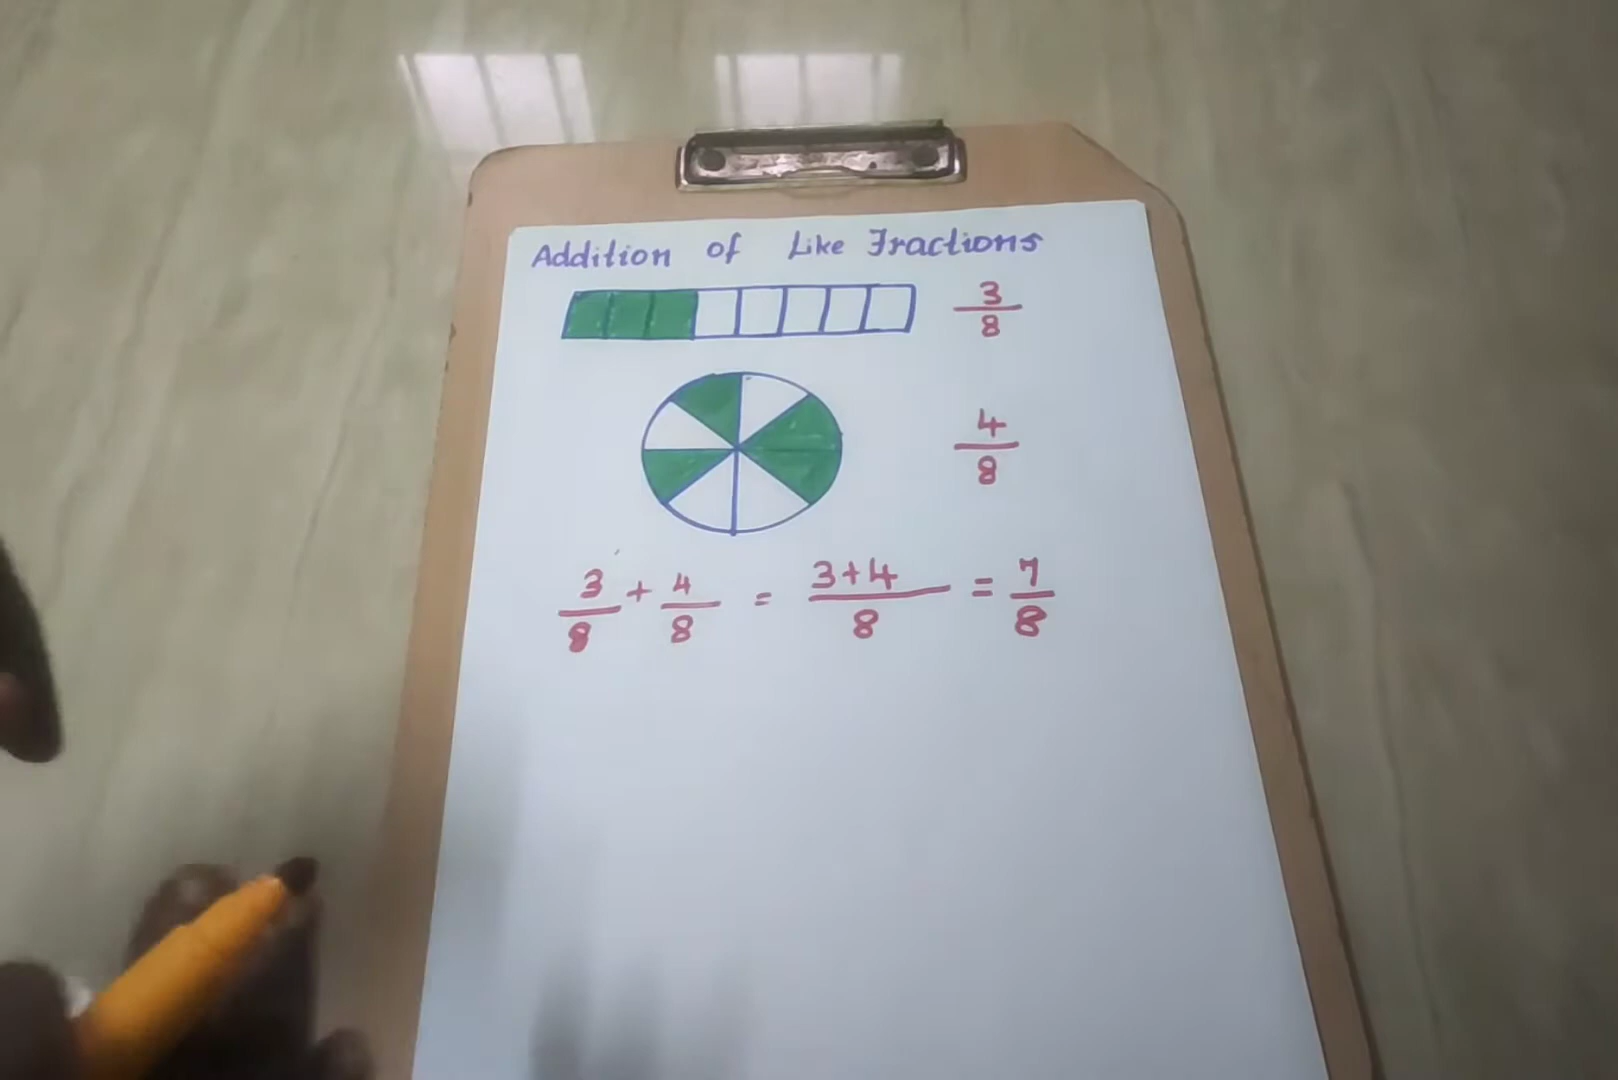 Addition of Like Fractions
3/8
4/8
3/8 + 4/8 = 3+4/8 = 7/8